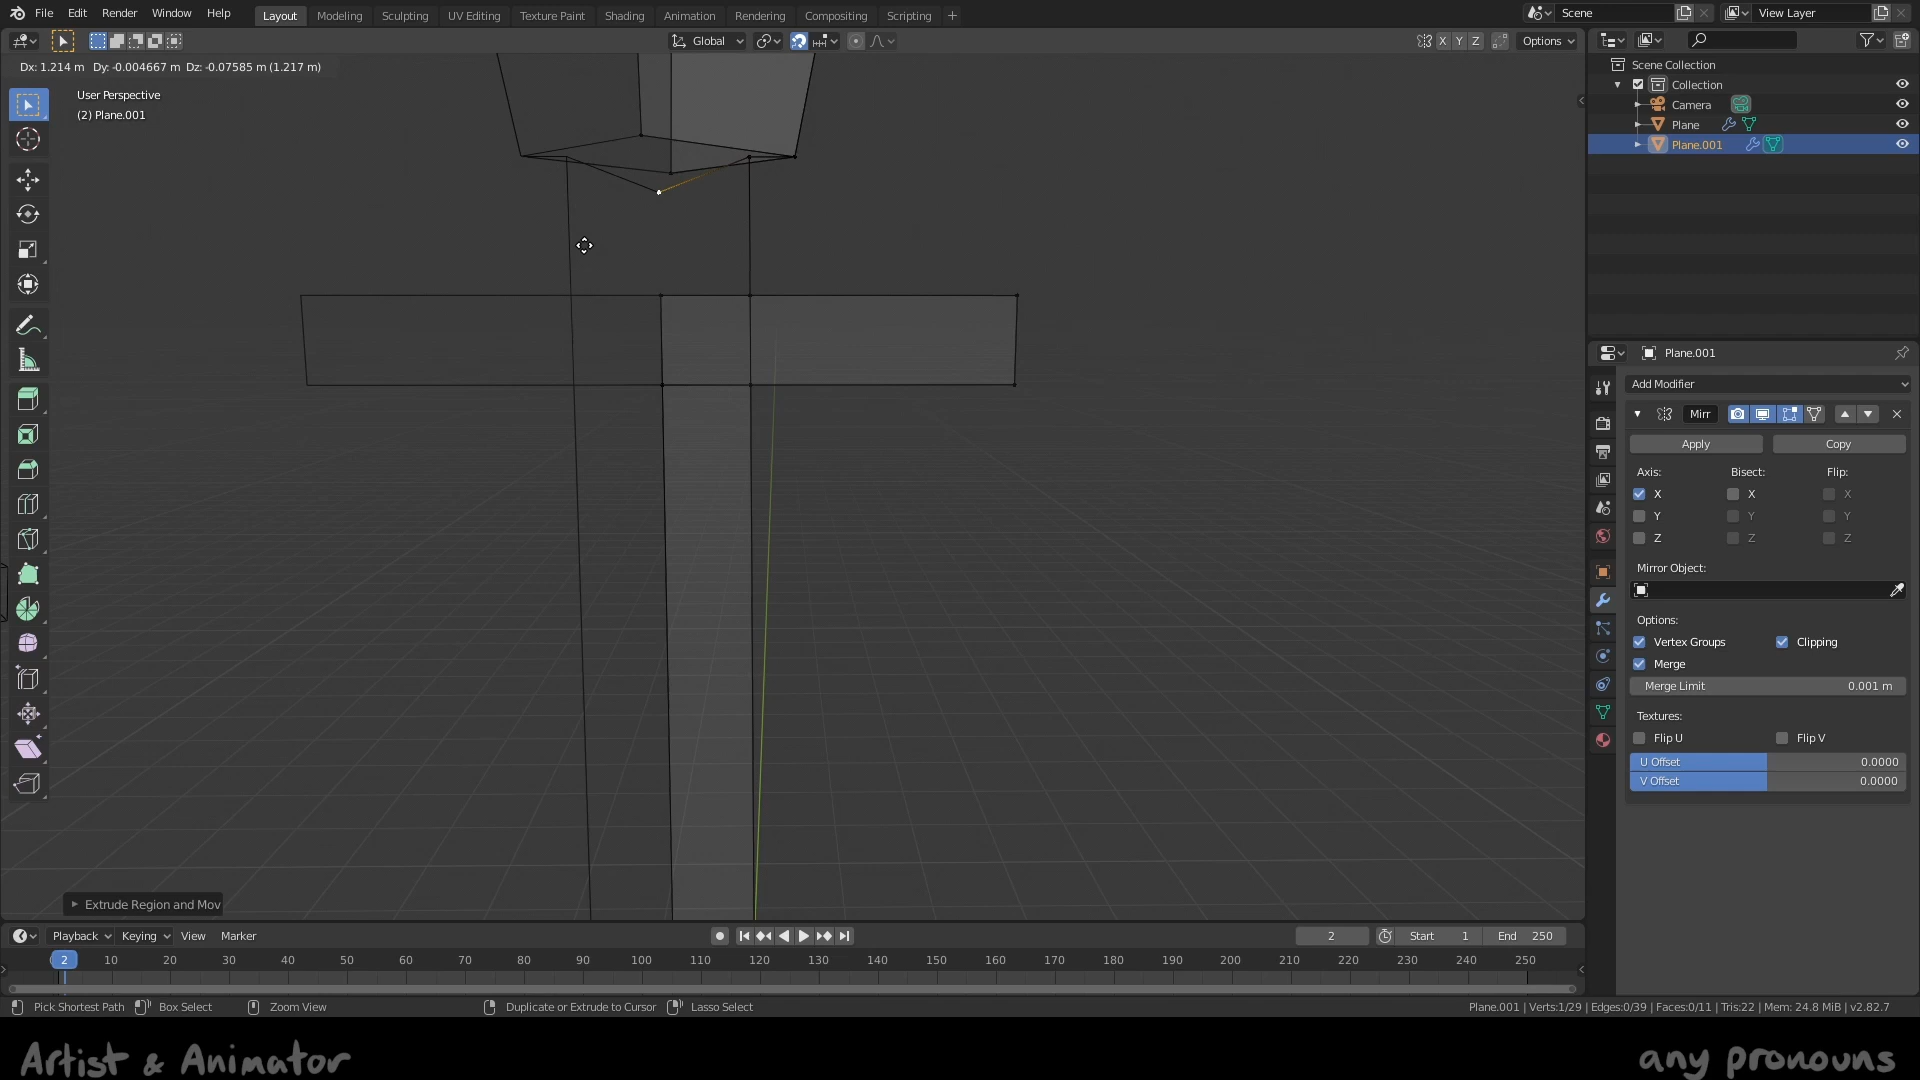 File Edit Render Window Help Layout Modeling Sculpting UV Editing Texture Paint Shading Animation Rendering Compositing Scripting + Scene View Layer
Global X Y Z Options
Dx: 1.214 m Dy: -0.004667 m Dz: -0.07585 m (1.217 m)
User Perspective
(2) Plane.001
Scene Collection
Collection
Camera
Plane
Plane.001
Plane.001
Add Modifier
Mirr
Apply Copy
Axis: Bisect: Flip:
X X X
Y Y Y
Z Z Z
Mirror Object:
Options:
Vertex Groups Clipping
Merge
Merge Limit 0.001 m
Textures:
Flip U Flip V
U Offset 0.0000
V Offset 0.0000
Extrude Region and Mov
Playback Keying View Marker 2 Start 1 End 250
2 10 20 30 40 50 60 70 80 90 100 110 120 130 140 150 160 170 180 190 200 210 220 230 240 250
Pick Shortest Path Box Select Zoom View Duplicate or Extrude to Cursor Lasso Select Plane.001 | Verts:1/29 | Edges:0/39 | Faces:0/11 | Tris:22 | Mem: 24.8 MiB | v2.82.7
Artist & Animator any pronouns